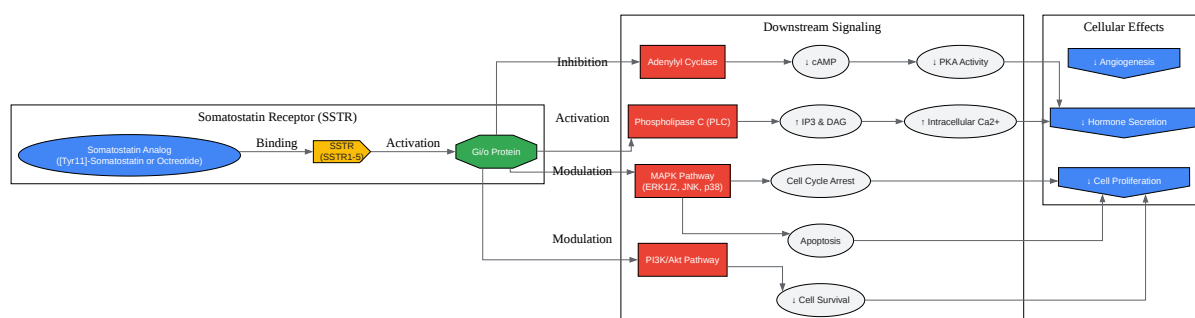 Downstream Signaling
Cellular Effects
Inhibition
Adenylyl Cyclase
↓ cAMP
↓ PKA Activity
↓ Angiogenesis
Somatostatin Receptor (SSTR)
Activation
Phospholipase C (PLC)
↑ IP3 & DAG
↑ Intracellular Ca2+
↓ Hormone Secretion
Somatostatin Analog
([Tyr11]-Somatostatin or Octreotide)
Binding
SSTR
(SSTR1-5)
Activation
Gi/o Protein
Modulation
MAPK Pathway
(ERK1/2, JNK, p38)
Cell Cycle Arrest
↓ Cell Proliferation
Modulation
Apoptosis
PI3K/Akt Pathway
↓ Cell Survival